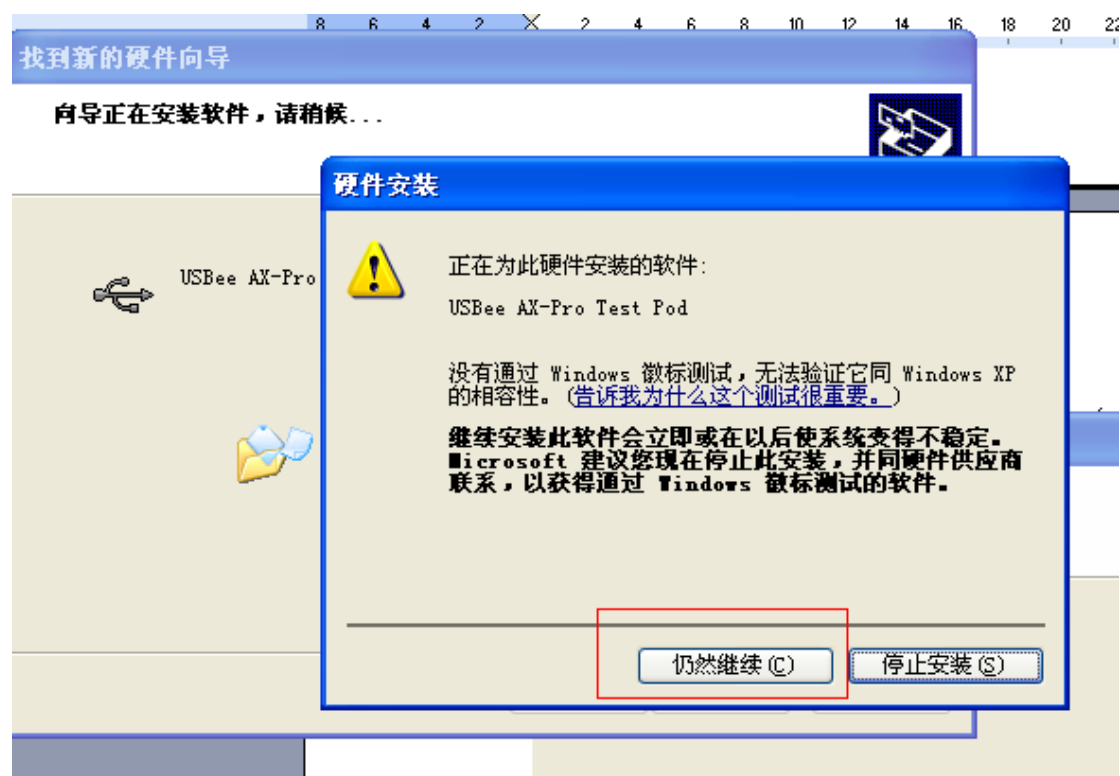 8 6 4 2 2 4 6 8 10 12 14 16 18 20 22
找到新的硬件向导
向导正在安装软件，请稍候...
硬件安装
USBee AX-Pro
正在为此硬件安装的软件:
USBee AX-Pro Test Pod
没有通过 Windows 徽标测试，无法验证它同 Windows XP
的相容性。(告诉我为什么这个测试很重要。)
继续安装此软件会立即或在以后使系统变得不稳定。
Microsoft 建议您现在停止此安装，并同硬件供应商
联系，以获得通过 Windows 徽标测试的软件。
仍然继续(C) 停止安装(S)